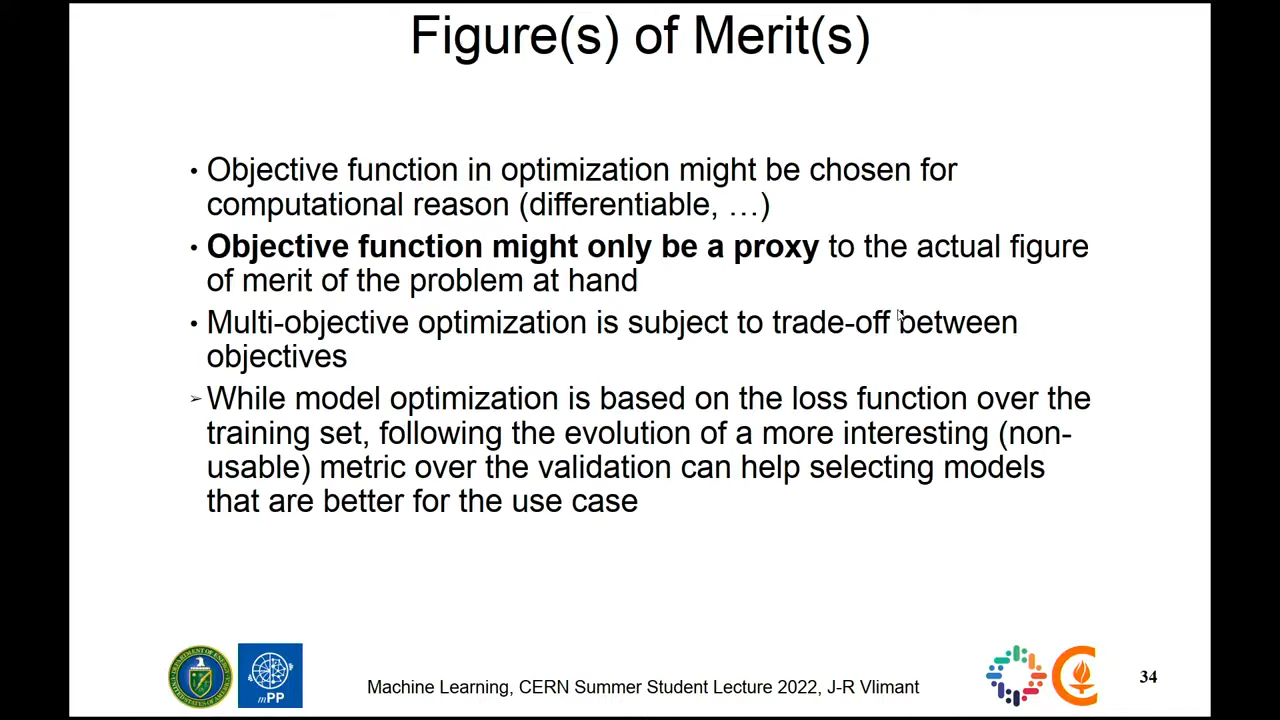 Figure(s) of Merit(s)
• Objective function in optimization might be chosen for
computational reason (differentiable, …)
• Objective function might only be a proxy to the actual figure
of merit of the problem at hand
• Multi-objective optimization is subject to trade-off between
objectives
➢ While model optimization is based on the loss function over the
training set, following the evolution of a more interesting (non-
usable) metric over the validation can help selecting models
that are better for the use case
mPP
Machine Learning, CERN Summer Student Lecture 2022, J-R Vlimant
34